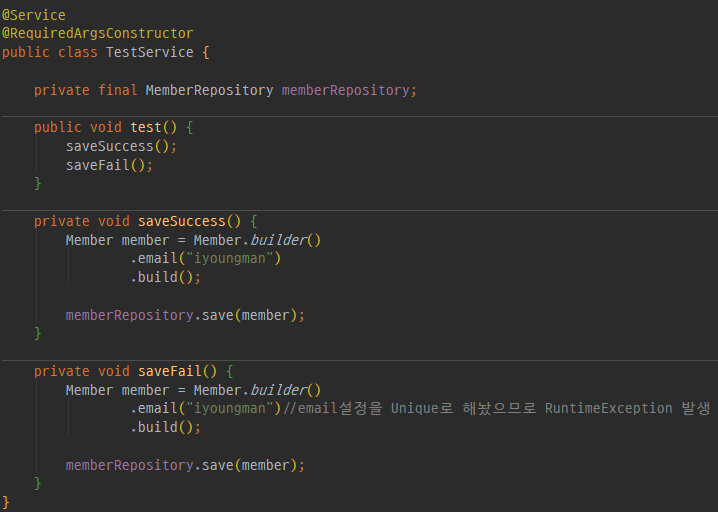 @Service
@RequiredArgsConstructor
public class TestService {
private final MemberRepository memberRepository;
public void test() {
saveSuccess();
saveFail();
}
private void saveSuccess() {
Member member = Member.builder()
.email("iyoungman")
.build();
memberRepository.save(member);
}
private void saveFail() {
Member member = Member.builder()
.email("iyoungman")//email설정을 Unique로 해놨으므로 RuntimeException 발생
.build();
memberRepository.save(member);
}
}